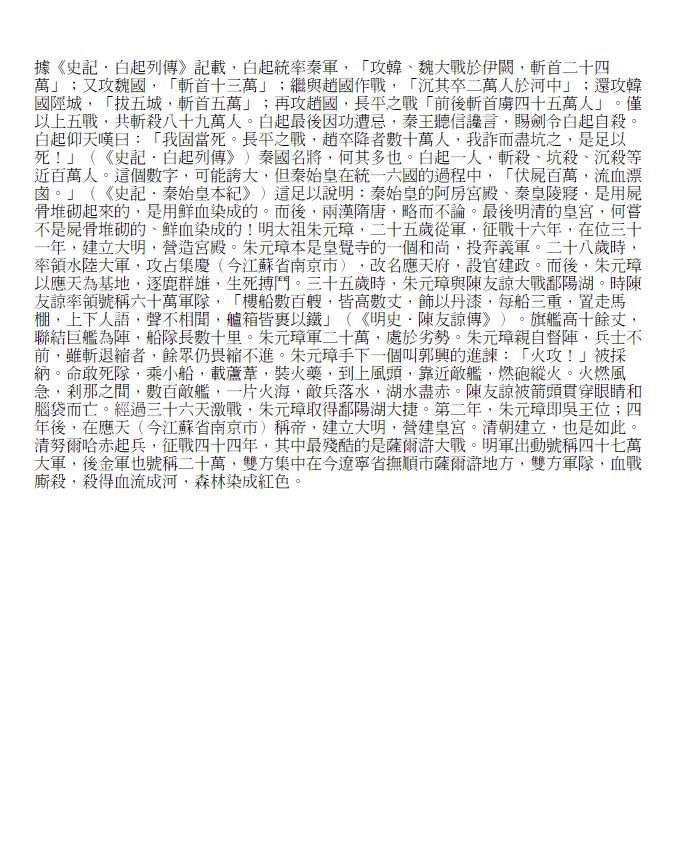 據《史記．白起列傳》記載，白起統率秦軍，「攻韓、魏大戰於伊闕，斬首二十四
萬」；又攻魏國，「斬首十三萬」；繼與趙國作戰，「沉其卒二萬人於河中」；還攻韓
國陘城，「拔五城，斬首五萬」；再攻趙國，長平之戰「前後斬首虜四十五萬人」。僅
以上五戰，共斬殺八十九萬人。白起最後因功遭忌，秦王聽信讒言，賜劍令白起自殺。
白起仰天嘆曰：「我固當死。長平之戰，趙卒降者數十萬人，我詐而盡坑之，是足以
死！」（《史記．白起列傳》）秦國名將，何其多也。白起一人，斬殺、坑殺、沉殺等
近百萬人。這個數字，可能誇大，但秦始皇在統一六國的過程中，「伏屍百萬，流血漂
鹵。」（《史記．秦始皇本紀》）這足以說明：秦始皇的阿房宮殿、秦皇陵寢，是用屍
骨堆砌起來的，是用鮮血染成的。而後，兩漢隋唐，略而不論。最後明清的皇宮，何嘗
不是屍骨堆砌的、鮮血染成的！明太祖朱元璋，二十五歲從軍，征戰十六年，在位三十
一年，建立大明，營造宮殿。朱元璋本是皇覺寺的一個和尚，投奔義軍。二十八歲時，
率領水陸大軍，攻占集慶（今江蘇省南京市），改名應天府，設官建政。而後，朱元璋
以應天為基地，逐鹿群雄，生死搏鬥。三十五歲時，朱元璋與陳友諒大戰鄱陽湖。時陳
友諒率領號稱六十萬軍隊，「樓船數百艘，皆高數丈，飾以丹漆，每船三重，置走馬
棚，上下人語，聲不相聞，艫箱皆裹以鐵」（《明史．陳友諒傳》）。旗艦高十餘丈，
聯結巨艦為陣，船隊長數十里。朱元璋軍二十萬，處於劣勢。朱元璋親自督陣，兵士不
前，雖斬退縮者，餘眾仍畏縮不進。朱元璋手下一個叫郭興的進諫：「火攻！」被採
納。命敢死隊，乘小船，載蘆葦，裝火藥，到上風頭，靠近敵艦，燃砲縱火。火燃風
急，剎那之間，數百敵艦，一片火海，敵兵落水，湖水盡赤。陳友諒被箭頭貫穿眼睛和
腦袋而亡。經過三十六天激戰，朱元璋取得鄱陽湖大捷。第二年，朱元璋即吳王位；四
年後，在應天（今江蘇省南京市）稱帝，建立大明，營建皇宮。清朝建立，也是如此。
清努爾哈赤起兵，征戰四十四年，其中最殘酷的是薩爾滸大戰。明軍出動號稱四十七萬
大軍，後金軍也號稱二十萬，雙方集中在今遼寧省撫順市薩爾滸地方，雙方軍隊，血戰
廝殺，殺得血流成河，森林染成紅色。